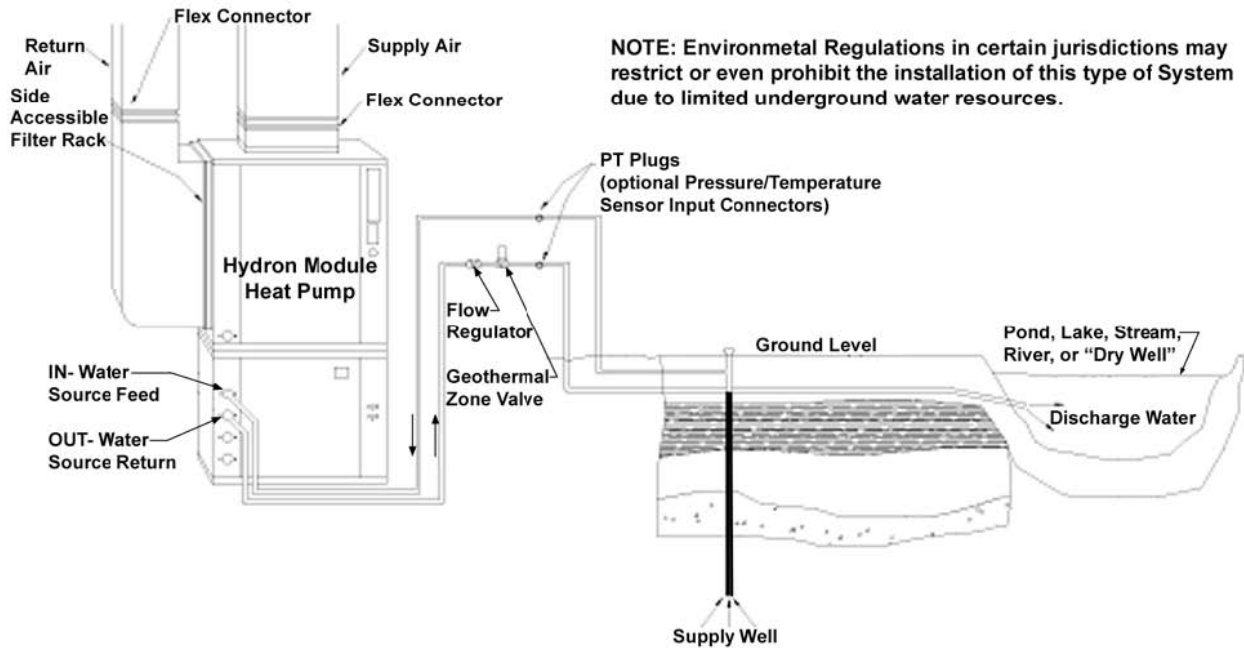 Flex Connector
Return
Air
Supply Air
NOTE: Environmetal Regulations in certain jurisdictions may
restrict or even prohibit the installation of this type of System
due to limited underground water resources.
Side
Accessible
Filter Rack
Flex Connector
PT Plugs
(optional Pressure/Temperature
Sensor Input Connectors)
Hydron Module
Heat Pump
Flow
Regulator
Geothermal
Zone Valve
Ground Level
Pond, Lake, Stream,
River, or “Dry Well”
IN- Water
Source Feed
OUT- Water
Source Return
Discharge Water
Supply Well